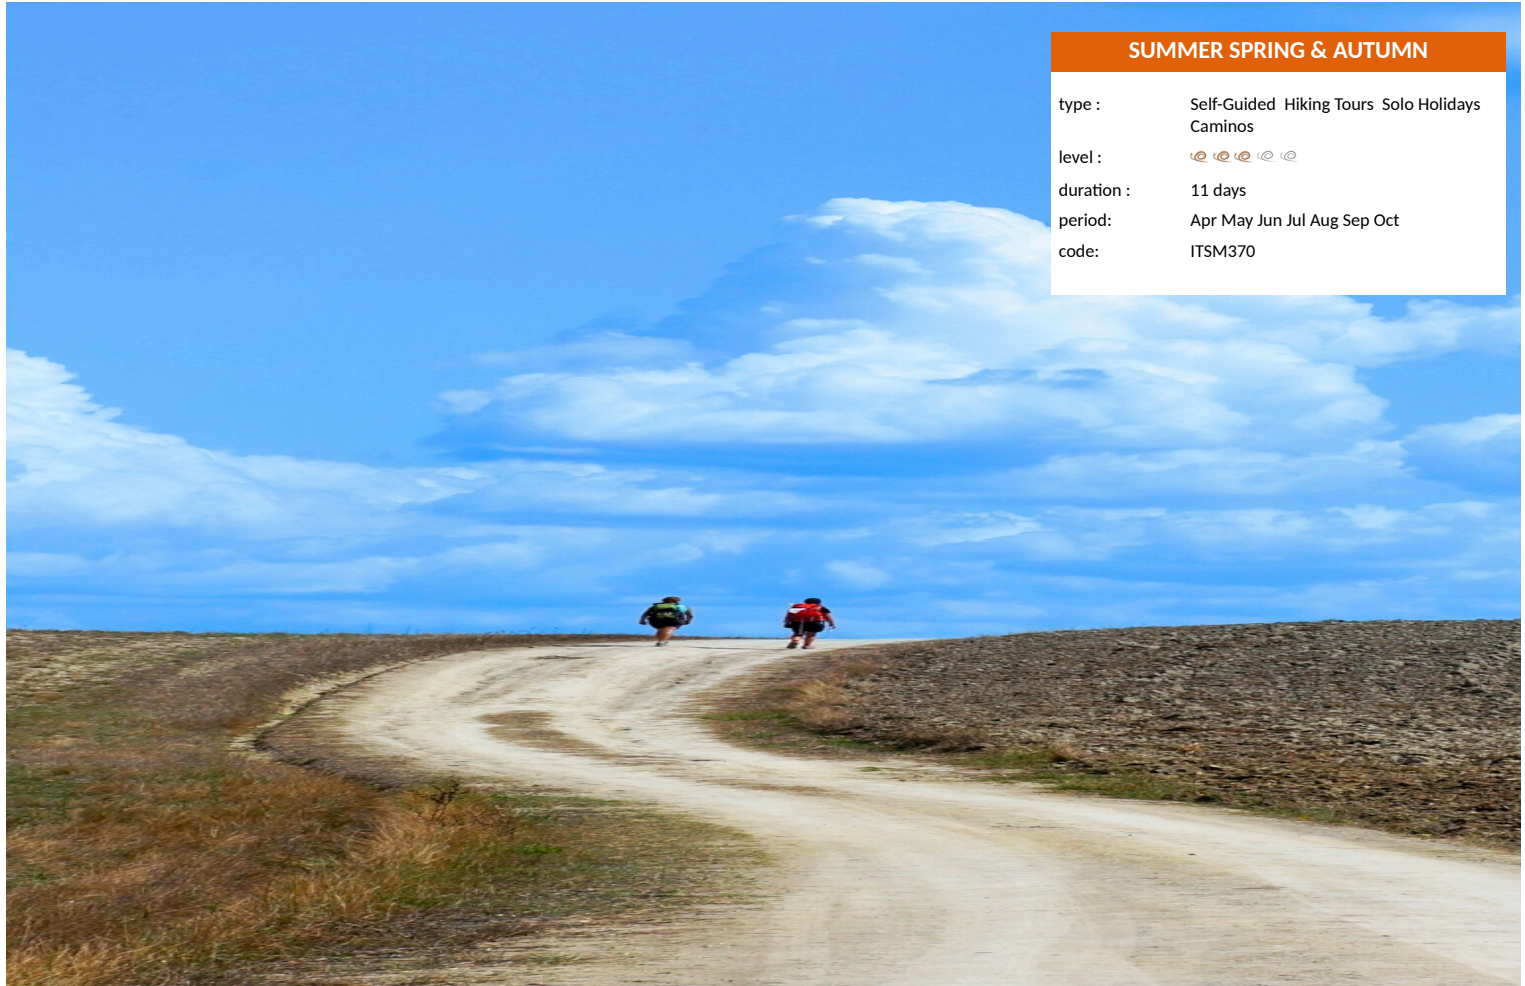 SUMMER SPRING & AUTUMN
type : Self-Guided Hiking Tours Solo Holidays
Caminos
level :
duration : 11 days
period: Apr May Jun Jul Aug Sep Oct
code: ITSM370